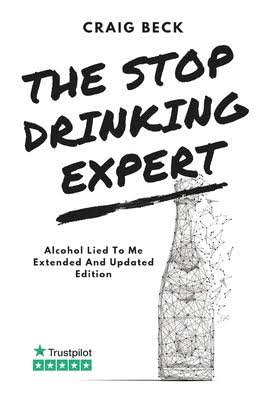 CRAIG BECK
THE STOP
DRINKING
EXPERT
Alcohol Lied To Me
Extended And Updated
Edition
Trustpilot